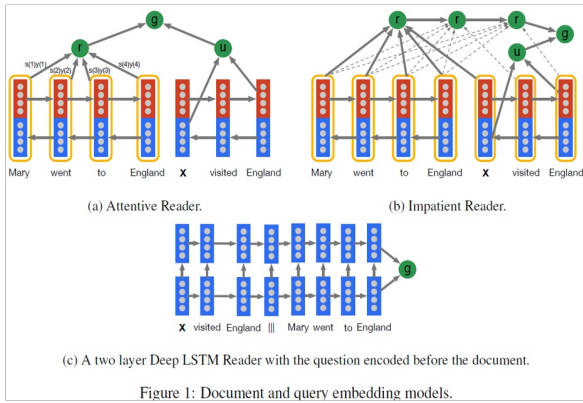 g
r
u
s(1)y(1)
s(2)y(2)
s(3)y(3)
s(4)y(4)
Mary went to England X visited England
(a) Attentive Reader.
r r r
g
u
Mary went to England X visited England
(b) Impatient Reader.
g
X visited England ||| Mary went to England
(c) A two layer Deep LSTM Reader with the question encoded before the document.
Figure 1: Document and query embedding models.